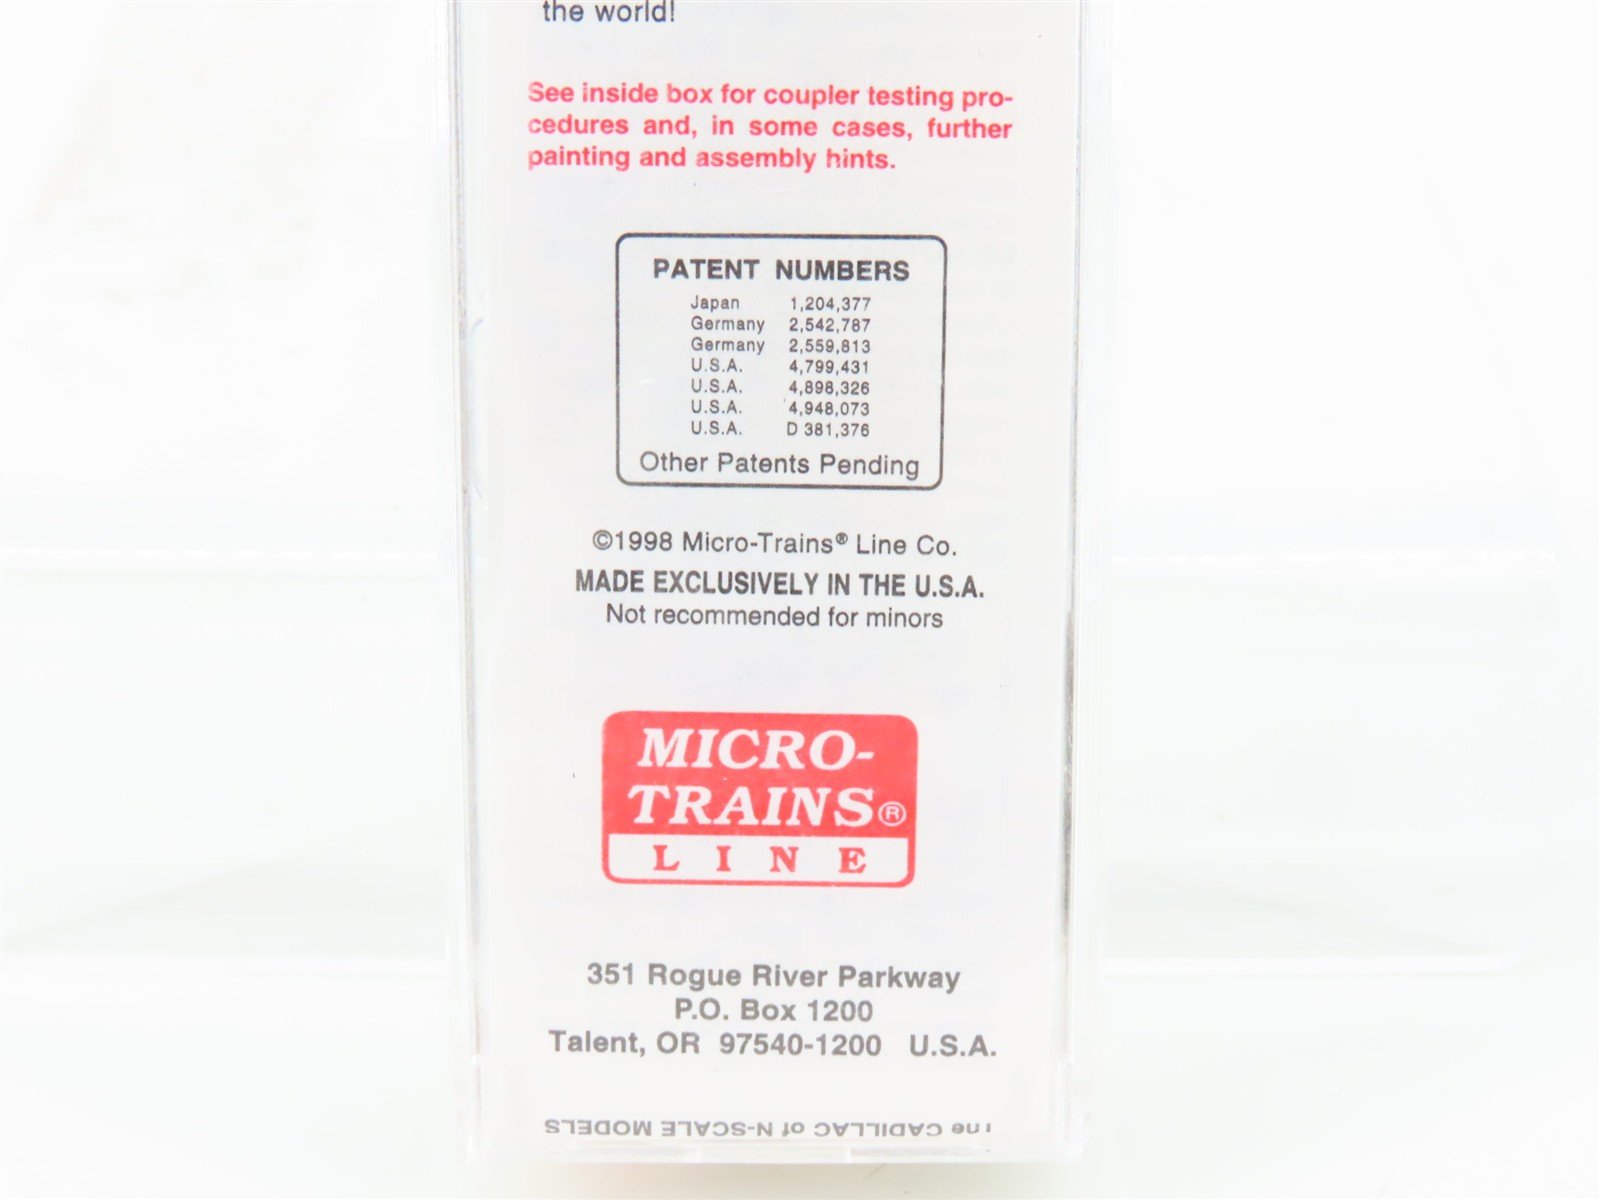 the world!
See inside box for coupler testing pro-
cedures and, in some cases, further
painting and assembly hints.
PATENT NUMBERS
Japan 1,204,377
Germany 2,542,787
Germany 2,559,813
U.S.A. 4,799,431
U.S.A. 4,898,326
U.S.A. 4,948,073
U.S.A. D 381,376
Other Patents Pending
©1998 Micro-Trains® Line Co.
MADE EXCLUSIVELY IN THE U.S.A.
Not recommended for minors
MICRO-
TRAINS®
LINE
351 Rogue River Parkway
P.O. Box 1200
Talent, OR 97540-1200 U.S.A.
The CADILLAC of N-SCALE MODELS